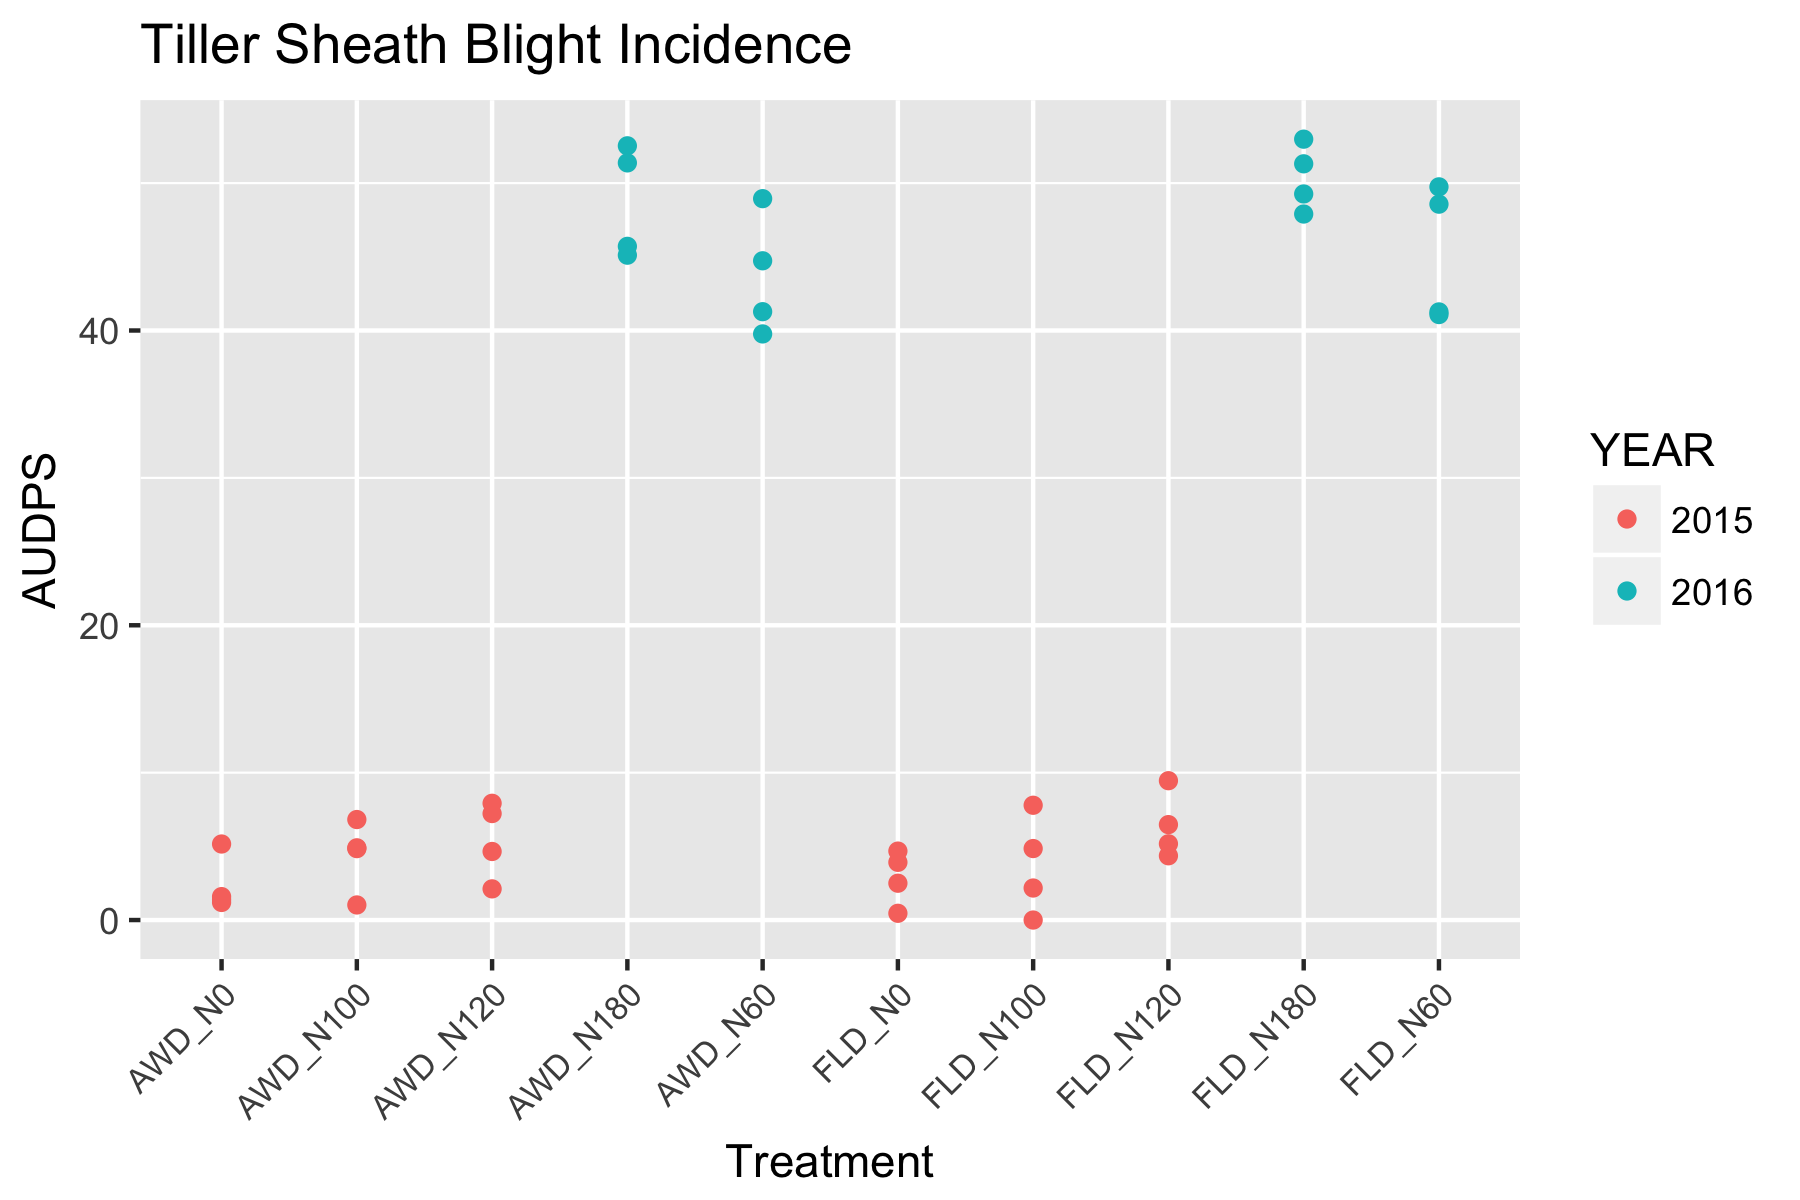 Tiller Sheath Blight Incidence
AUDPS
40
20
0
AWD_N0
AWD_N100
AWD_N120
AWD_N180
AWD_N60
FLD_N0
FLD_N100
FLD_N120
FLD_N180
FLD_N60
Treatment
YEAR
2015
2016